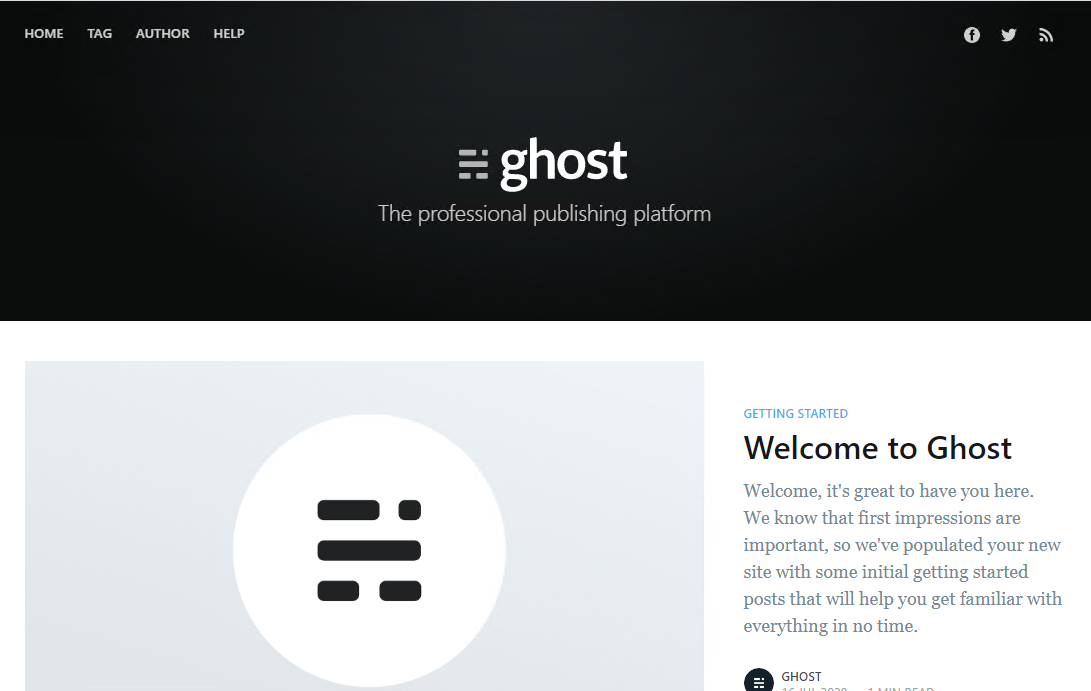 HOME TAG AUTHOR HELP
ghost
The professional publishing platform
GETTING STARTED
Welcome to Ghost
Welcome, it's great to have you here.
We know that first impressions are
important, so we've populated your new
site with some initial getting started
posts that will help you get familiar with
everything in no time.
GHOST